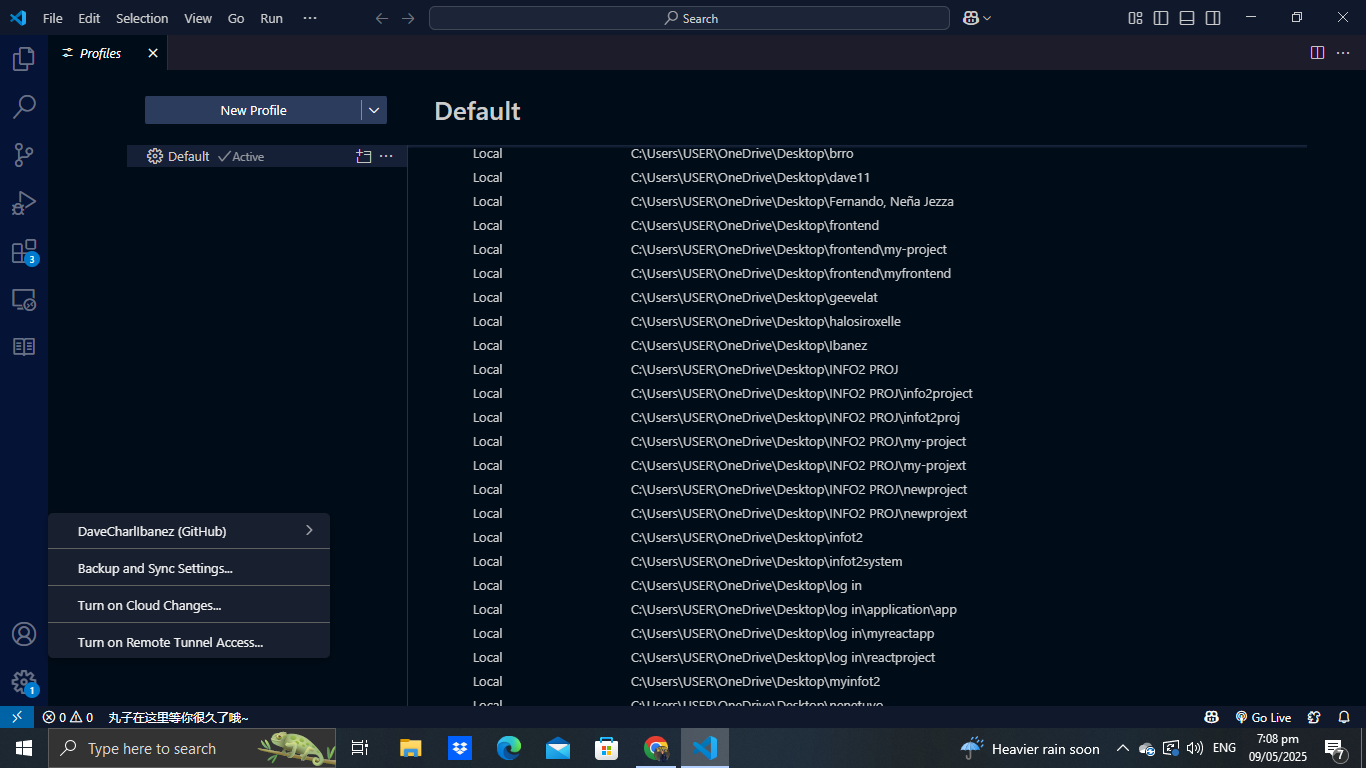 File Edit Selection View Go Run ···
Search
Profiles
New Profile
Default
Default Active
Local C:\Users\USER\OneDrive\Desktop\brro
Local C:\Users\USER\OneDrive\Desktop\dave11
Local C:\Users\USER\OneDrive\Desktop\Fernando, Neña Jezza
Local C:\Users\USER\OneDrive\Desktop\frontend
Local C:\Users\USER\OneDrive\Desktop\frontend\my-project
Local C:\Users\USER\OneDrive\Desktop\frontend\myfrontend
Local C:\Users\USER\OneDrive\Desktop\geevelat
Local C:\Users\USER\OneDrive\Desktop\halosiroxelle
Local C:\Users\USER\OneDrive\Desktop\Ibanez
Local C:\Users\USER\OneDrive\Desktop\INFO2 PROJ
Local C:\Users\USER\OneDrive\Desktop\INFO2 PROJ\info2project
Local C:\Users\USER\OneDrive\Desktop\INFO2 PROJ\infot2proj
Local C:\Users\USER\OneDrive\Desktop\INFO2 PROJ\my-project
Local C:\Users\USER\OneDrive\Desktop\INFO2 PROJ\my-projext
Local C:\Users\USER\OneDrive\Desktop\INFO2 PROJ\newproject
Local C:\Users\USER\OneDrive\Desktop\INFO2 PROJ\newprojext
Local C:\Users\USER\OneDrive\Desktop\infot2
Local C:\Users\USER\OneDrive\Desktop\infot2system
Local C:\Users\USER\OneDrive\Desktop\log in
Local C:\Users\USER\OneDrive\Desktop\log in\application\app
Local C:\Users\USER\OneDrive\Desktop\log in\myreactapp
Local C:\Users\USER\OneDrive\Desktop\log in\reactproject
Local C:\Users\USER\OneDrive\Desktop\myinfot2
3
DaveCharlIbanez (GitHub)
Backup and Sync Settings...
Turn on Cloud Changes...
Turn on Remote Tunnel Access...
1
0 0 丸子在这里等你很久了哦~ Go Live
Type here to search
Heavier rain soon
ENG
7:08 pm
09/05/2025
7